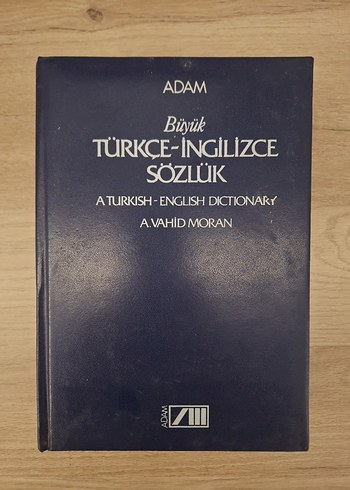 ADAM
Büyük
TÜRKÇE-İNGİLİZCE
SÖZLÜK
A TURKISH-ENGLISH DICTIONARY
A.VAHİD MORAN
ADAM